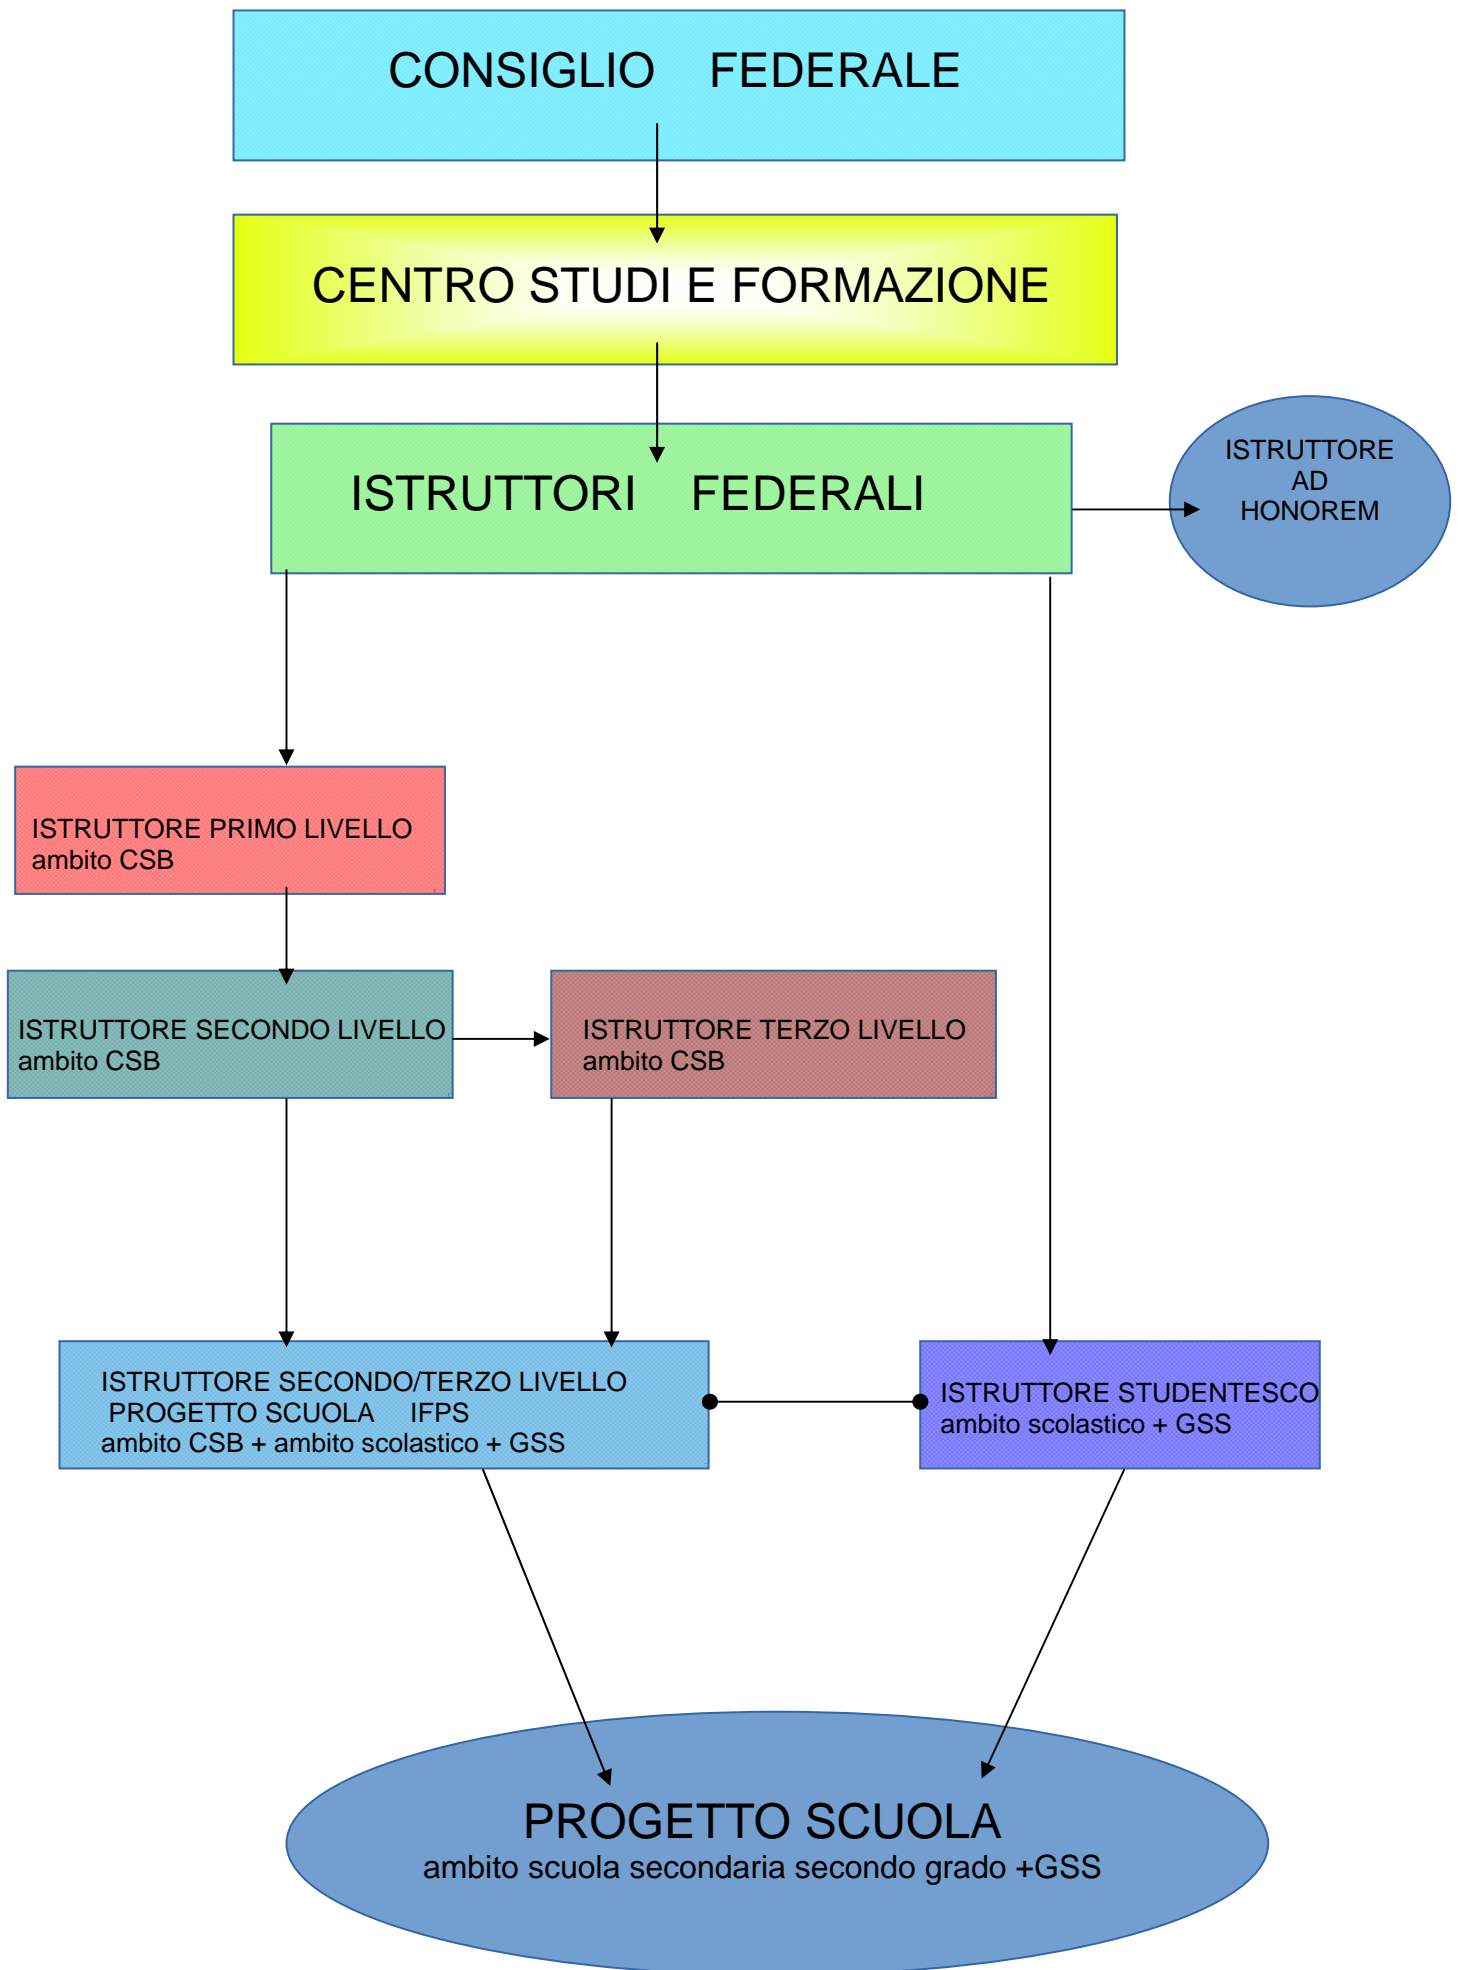 CONSIGLIO FEDERALE
CENTRO STUDI E FORMAZIONE
ISTRUTTORI FEDERALI
ISTRUTTORE
AD
HONOREM
ISTRUTTORE PRIMO LIVELLO
ambito CSB
ISTRUTTORE SECONDO LIVELLO
ambito CSB
ISTRUTTORE TERZO LIVELLO
ambito CSB
ISTRUTTORE SECONDO/TERZO LIVELLO
PROGETTO SCUOLA IFPS
ambito CSB + ambito scolastico + GSS
ISTRUTTORE STUDENTESCO
ambito scolastico + GSS
PROGETTO SCUOLA
ambito scuola secondaria secondo grado +GSS